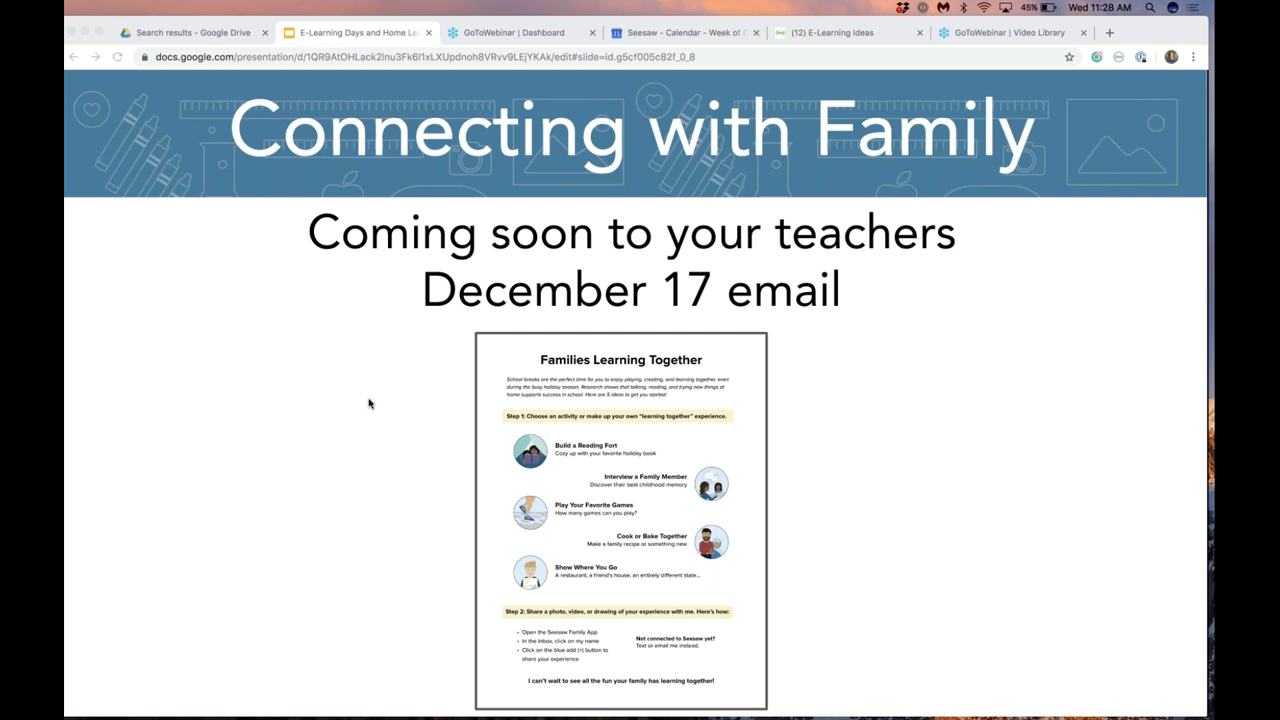 45%
Wed 11:28 AM
Search results - Google Drive
E-Learning Days and Home Le
GoToWebinar | Dashboard
Seesaw - Calendar - Week of
(12) E-Learning Ideas
GoToWebinar | Video Library
Connecting with Family
Coming soon to your teachers
December 17 email
Families Learning Together
School breaks are the perfect time for you to enjoy playing, creating, and learning together, even
during the busy holiday season. Research shows that talking, reading, and trying new things at
home supports success in school. Here are 5 ideas to get you started!
Step 1: Choose an activity or make up your own "learning together" experience.
Build a Reading Fort
Cozy up with your favorite holiday book
Interview a Family Member
Discover their best childhood memory
Play Your Favorite Games
How many games can you play?
Cook or Bake Together
Make a family recipe or something new
Show Where You Go
A restaurant, a friend's house, an entirely different state...
Step 2: Share a photo, video, or drawing of your experience with me. Here's how:
• Open the Seesaw Family App
• In the Inbox, click on my name
• Click on the blue add (+) button to
share your experience
Not connected to Seesaw yet?
Text or email me instead.
I can't wait to see all the fun your family has learning together!